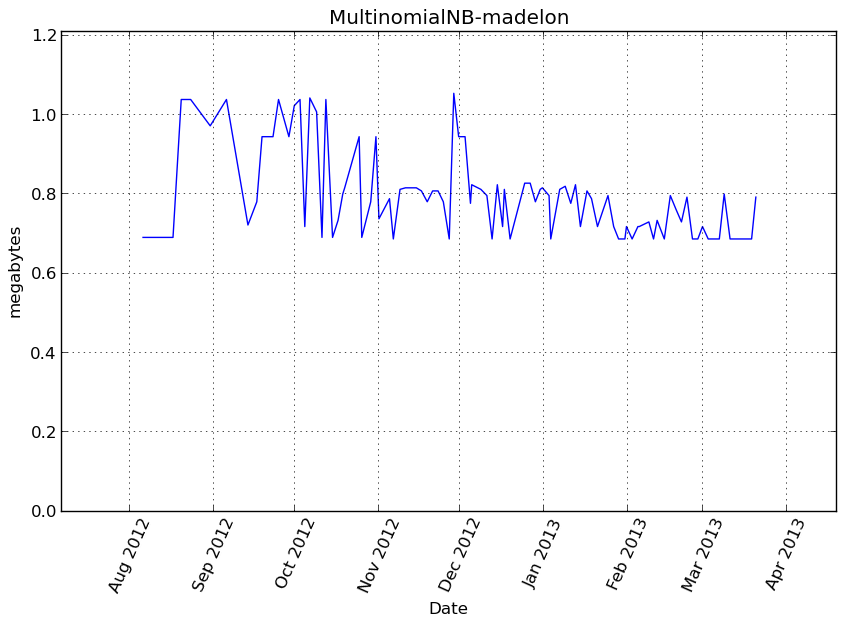 MultinomialNB-madelon
1.2
1.0
0.8
0.6
0.4
0.2
0.0
megabytes
Aug 2012
Sep 2012
Oct 2012
Nov 2012
Dec 2012
Jan 2013
Feb 2013
Mar 2013
Apr 2013
Date